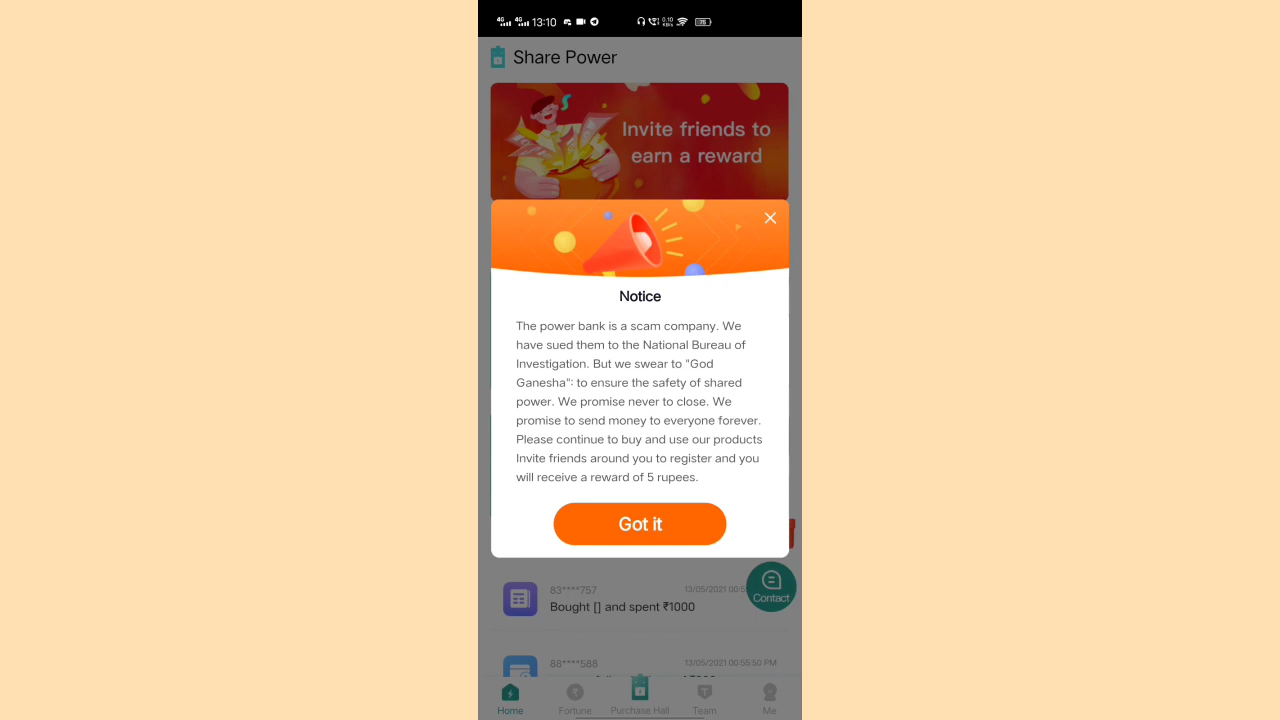 4G 4G 13:10 0.10 KB/s
Share Power
Invite friends to
earn a reward
Notice
The power bank is a scam company. We
have sued them to the National Bureau of
Investigation. But we swear to "God
Ganesha": to ensure the safety of shared
power. We promise never to close. We
promise to send money to everyone forever.
Please continue to buy and use our products
Invite friends around you to register and you
will receive a reward of 5 rupees.
Got it
83****757 13/05/2021 00:5
Bought [] and spent ₹1000
Contact
88****588 13/05/2021 00:55:50 PM
Home Fortune Purchase Hall Team Me